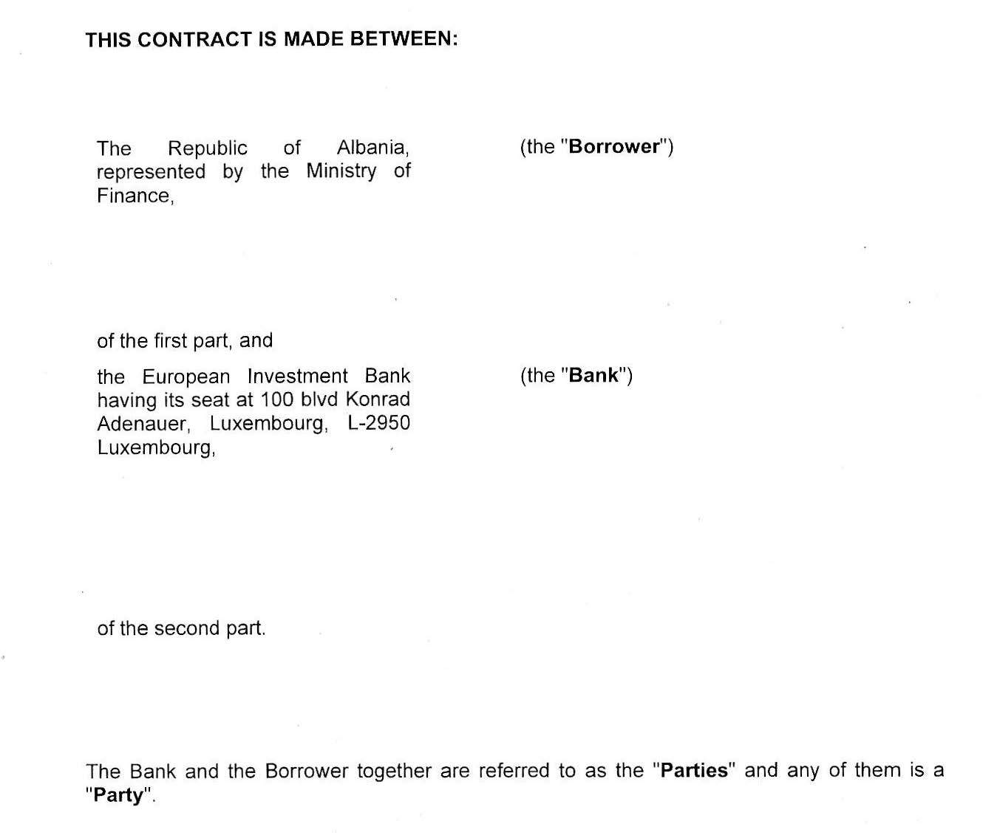 THIS CONTRACT IS MADE BETWEEN:
The Republic of Albania, (the "Borrower")
represented by the Ministry of
Finance,
of the first part, and
the European Investment Bank (the "Bank")
having its seat at 100 blvd Konrad
Adenauer, Luxembourg, L-2950
Luxembourg,
of the second part.
The Bank and the Borrower together are referred to as the "Parties" and any of them is a
"Party".